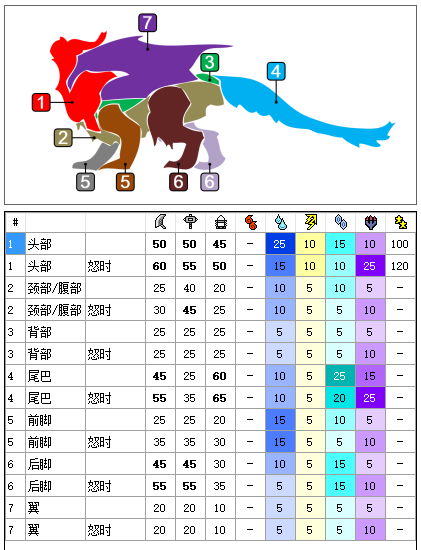 7
3
4
1
2
5
5
6
6
#
1 头部 50 50 45 – 25 10 15 10 100
1 头部 怒时 60 55 50 – 15 10 10 25 120
2 颈部/腹部 25 40 20 – 10 5 10 5 –
2 颈部/腹部 怒时 30 45 25 – 10 5 5 10 –
3 背部 25 25 25 – 5 5 5 5 –
3 背部 怒时 25 25 25 – 5 5 5 10 –
4 尾巴 45 25 60 – 10 5 25 15 –
4 尾巴 怒时 55 35 65 – 10 5 20 25 –
5 前脚 25 25 20 – 15 5 10 5 –
5 前脚 怒时 35 35 30 – 15 5 5 10 –
6 后脚 45 45 30 – 10 5 15 5 –
6 后脚 怒时 55 55 35 – 5 5 15 10 –
7 翼 20 20 10 – 5 5 5 5 –
7 翼 怒时 20 20 10 – 5 5 5 10 –